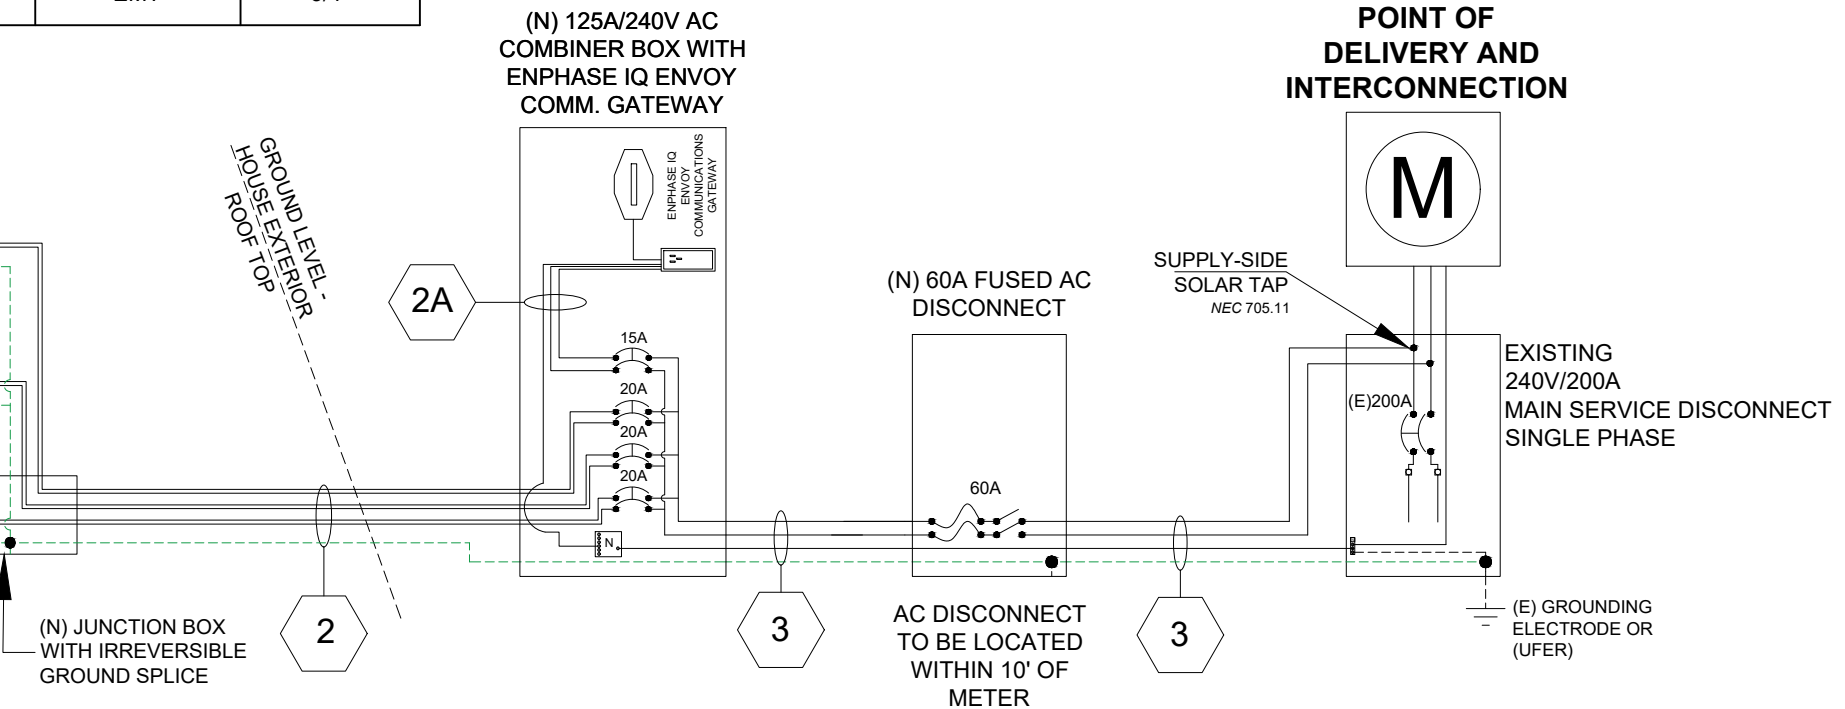 (N) 125A/240V AC
COMBINER BOX WITH
ENPHASE IQ ENVOY
COMM. GATEWAY
POINT OF
DELIVERY AND
INTERCONNECTION
M
GROUND LEVEL -
HOUSE EXTERIOR
ROOF TOP
ENPHASE IQ
ENVOY
COMMUNICATIONS
GATEWAY
2A
15A
20A
20A
20A
N
(N) 60A FUSED AC
DISCONNECT
60A
SUPPLY-SIDE
SOLAR TAP
NEC 705.11
(E)200A
EXISTING
240V/200A
MAIN SERVICE DISCONNECT
SINGLE PHASE
(N) JUNCTION BOX
WITH IRREVERSIBLE
GROUND SPLICE
2
3
AC DISCONNECT
TO BE LOCATED
WITHIN 10' OF
METER
3
(E) GROUNDING
ELECTRODE OR
(UFER)